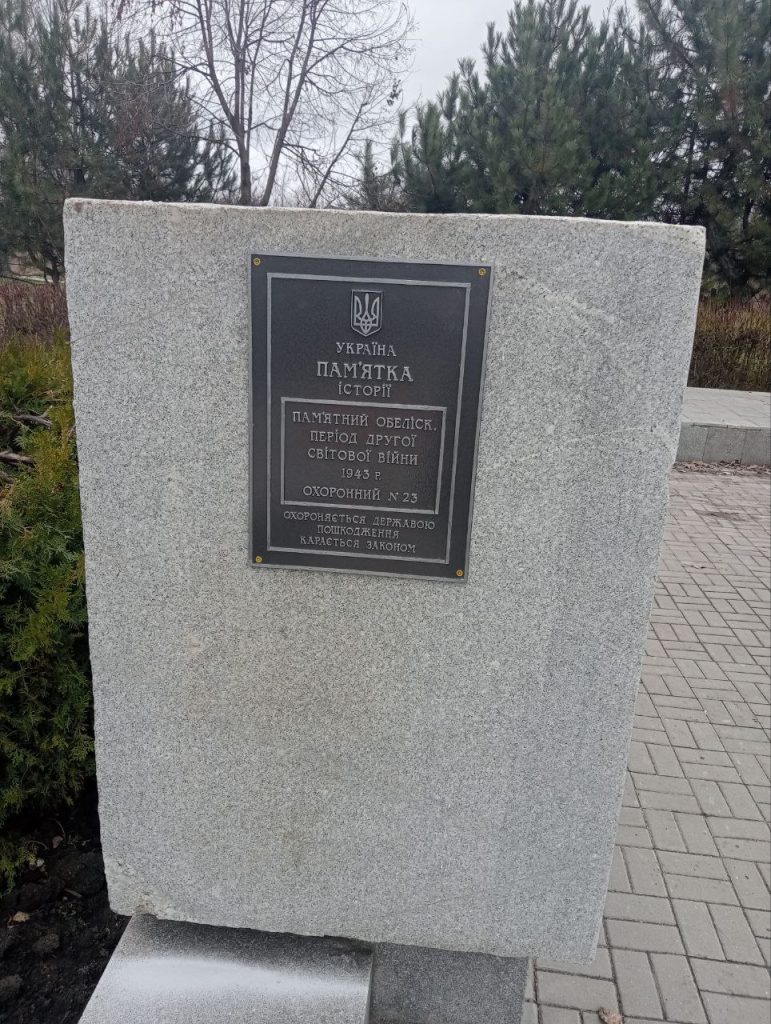 УКРАЇНА
ПАМ'ЯТКА
ІСТОРІЇ
ПАМ'ЯТНИЙ ОБЕЛІСК.
ПЕРІОД ДРУГОЇ
СВІТОВОЇ ВІЙНИ
1943 р.
ОХОРОННИЙ N 23
ОХОРОНЯЄТЬСЯ ДЕРЖАВОЮ
ПОШКОДЖЕННЯ
КАРАЄТЬСЯ ЗАКОНОМ